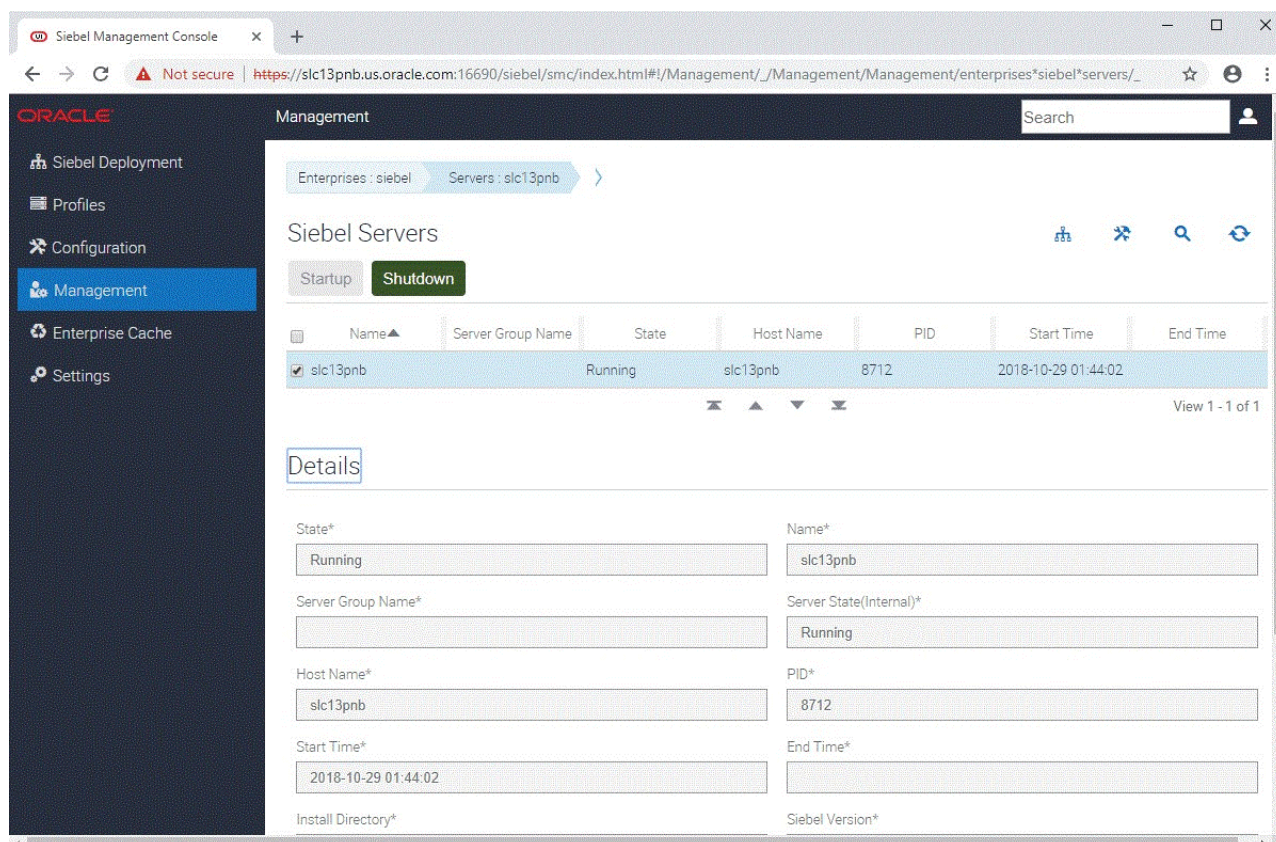 Siebel Management Console
Not secure | https://slc13pnb.us.oracle.com:16690/siebel/smc/index.html#!/Management/_/Management/Management/enterprises*siebel*servers/_
ORACLE
Management
Search
Siebel Deployment
Profiles
Configuration
Management
Enterprise Cache
Settings
Enterprises : siebel Servers : slc13pnb
Siebel Servers
Startup Shutdown
Name Server Group Name State Host Name PID Start Time End Time
slc13pnb Running slc13pnb 8712 2018-10-29 01:44:02
View 1 - 1 of 1
Details
State* Name*
Running slc13pnb
Server Group Name* Server State(Internal)*
Running
Host Name* PID*
slc13pnb 8712
Start Time* End Time*
2018-10-29 01:44:02
Install Directory* Siebel Version*